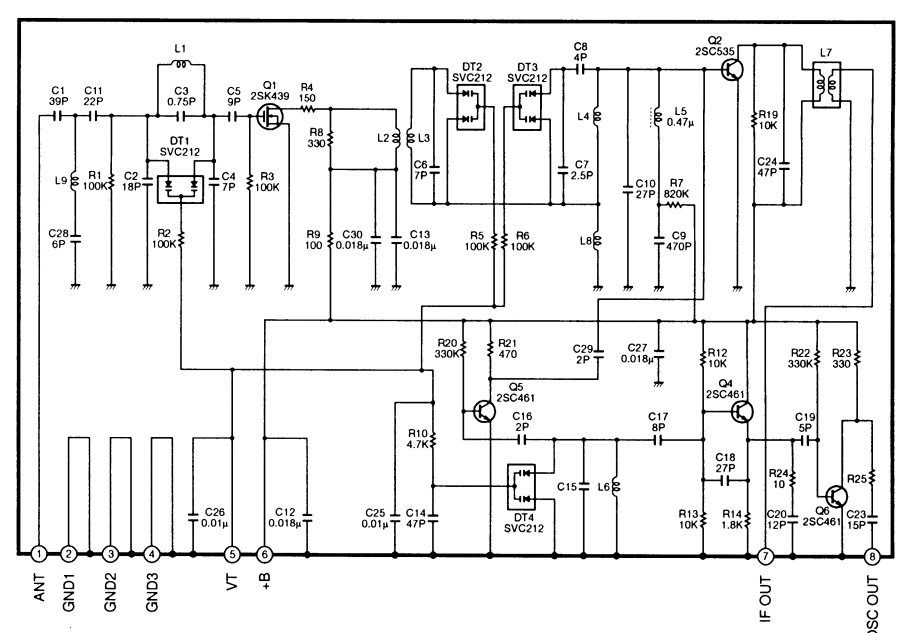 L1
C1
39P
C11
22P
C3
0.75P
C5
9P
Q1
2SK439
R4
150
DT1
SVC212
L9
C28
6P
R1
100K
C2
18P
C4
7P
R3
100K
R2
100K
R8
330
R9
100
C30
0.018μ
C13
0.018μ
L2
L3
DT2
SVC212
DT3
SVC212
C8
4P
C6
7P
C7
2.5P
R5
100K
R6
100K
L4
L8
C10
27P
L5
0.47μ
R7
820K
C9
470P
Q2
2SC535
R19
10K
C24
47P
L7
R20
330K
R21
470
Q5
2SC461
C29
2P
C27
0.018μ
R12
10K
Q4
2SC461
R22
330K
R23
330
C16
2P
C17
8P
C19
5P
R10
4.7K
C26
0.01μ
C12
0.018μ
C25
0.01μ
C14
47P
DT4
SVC212
C15
L6
C18
27P
R13
10K
R14
1.8K
R24
10
C20
12P
Q6
2SC461
R25
C23
15P
1
2
3
4
5
6
7
8
ANT
GND1
GND2
GND3
VT
+B
IF OUT
OSC OUT